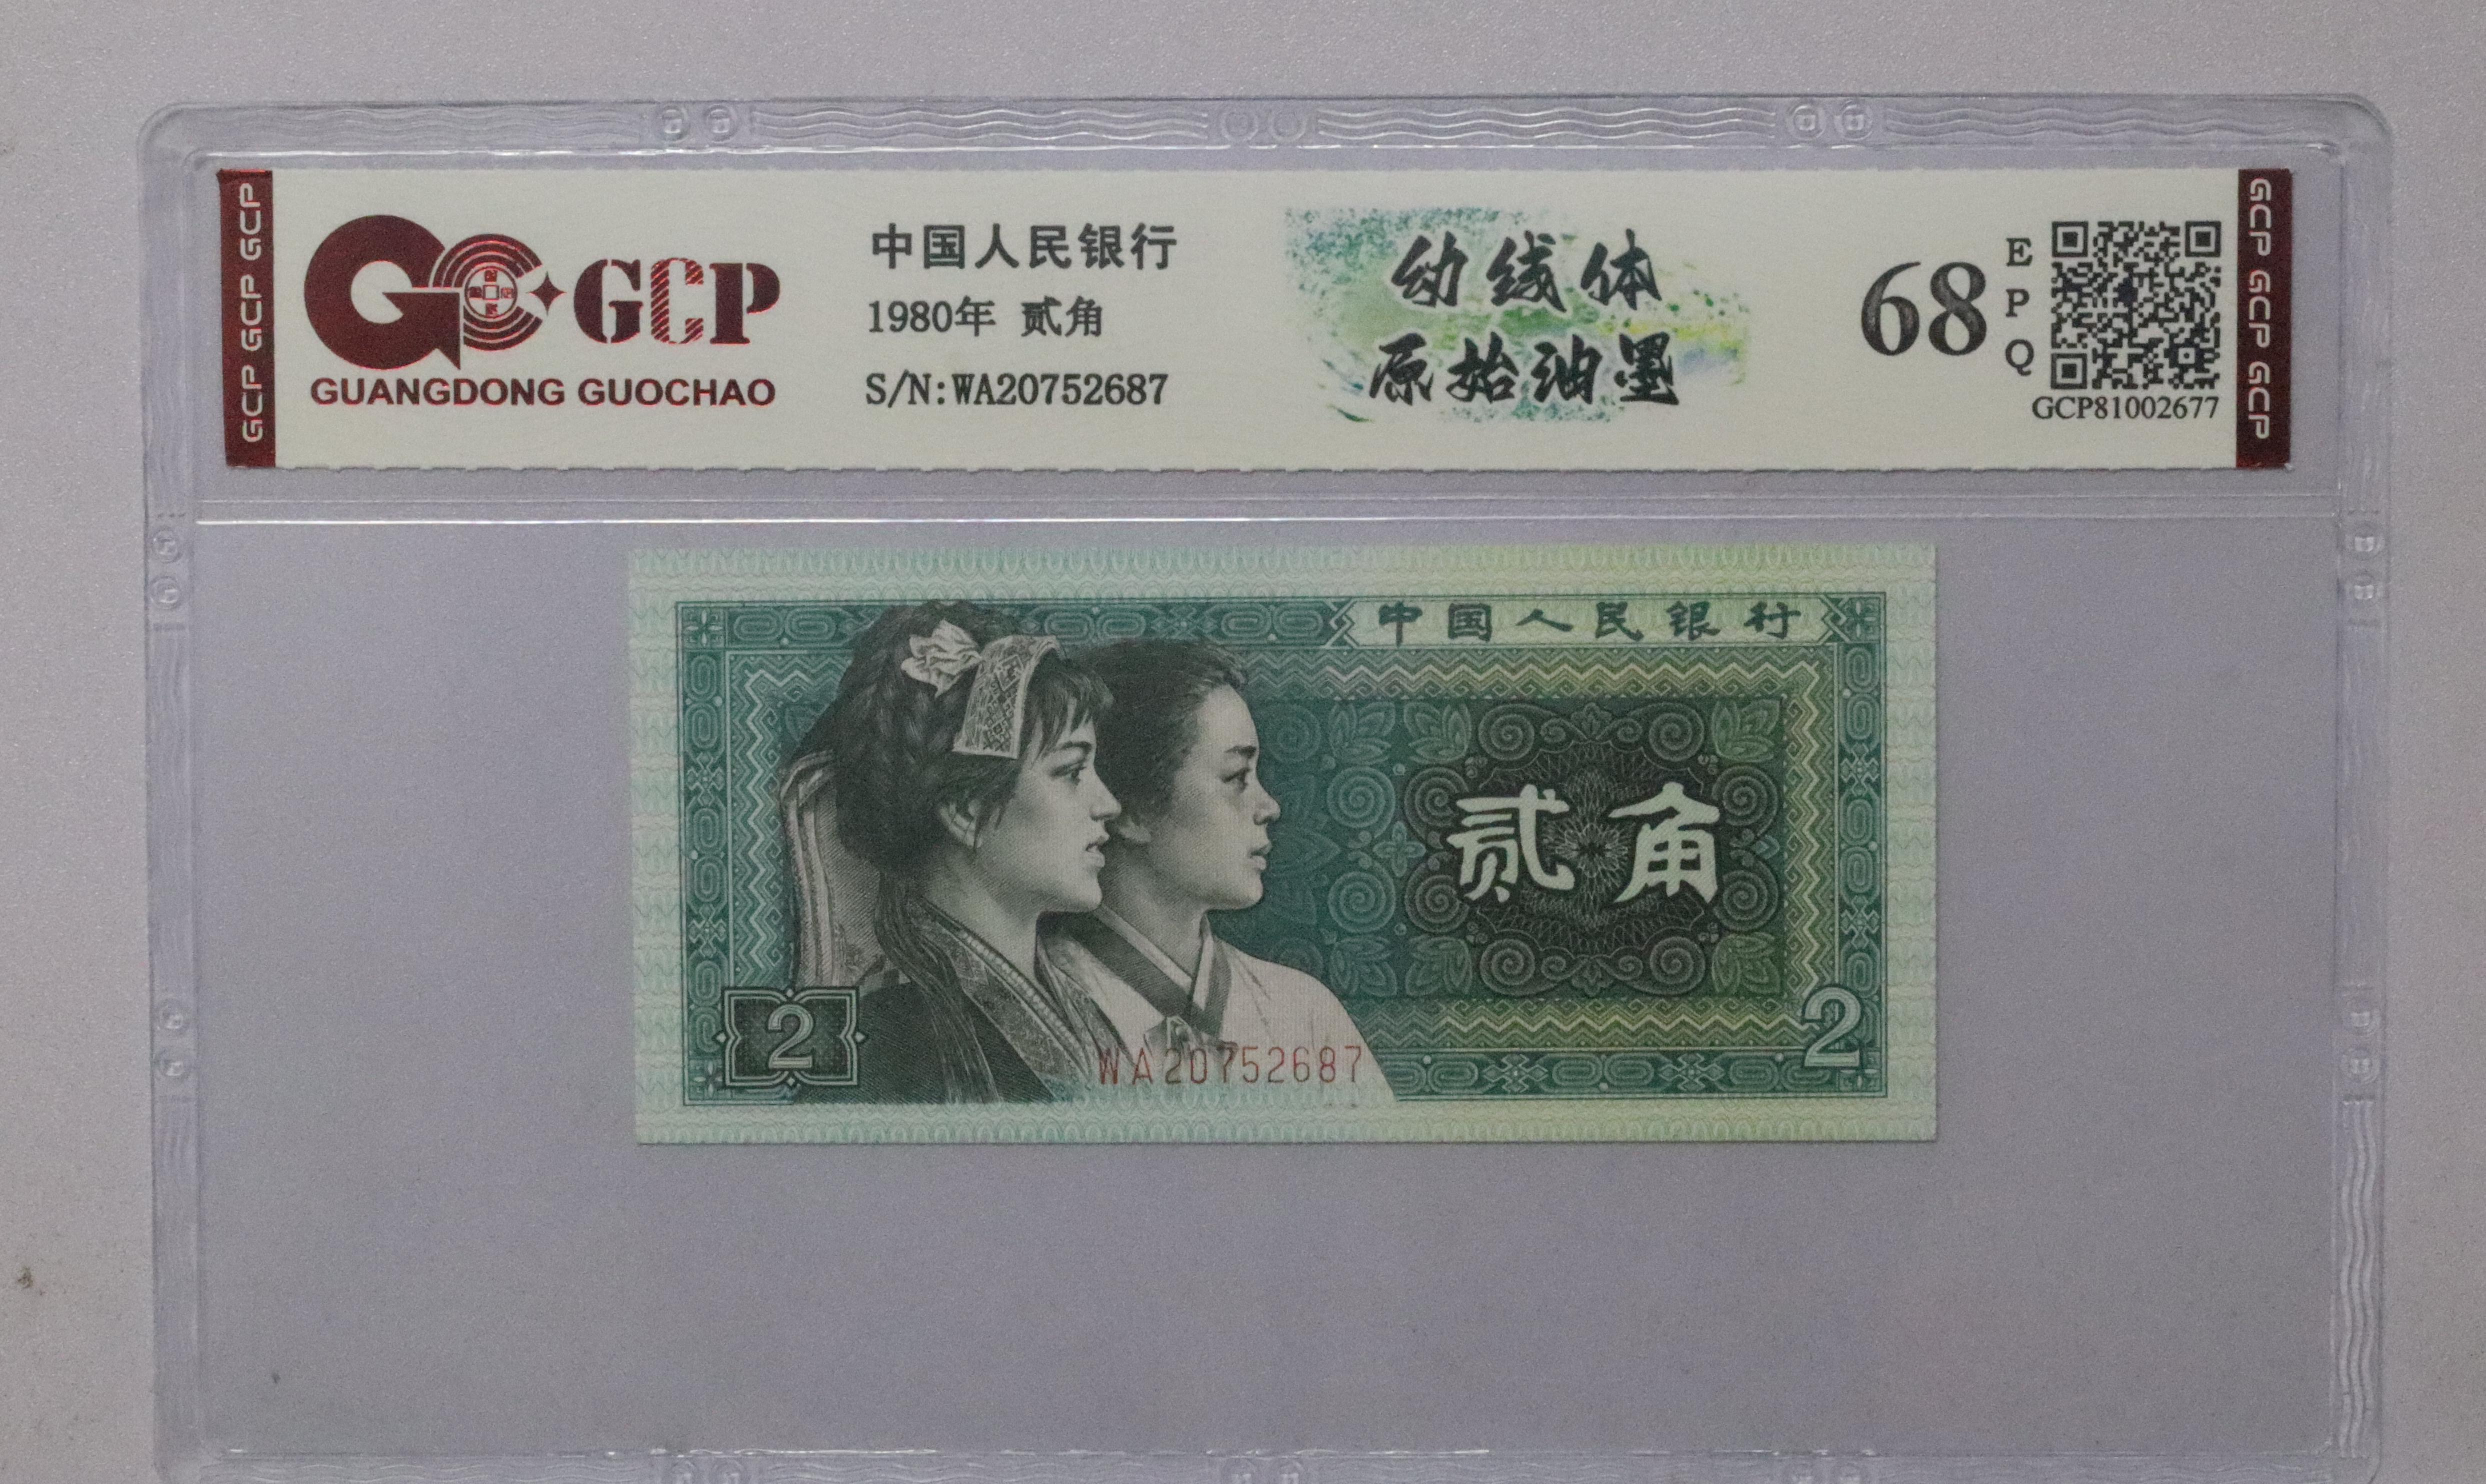 GCP GCP GCP
GCP
GUANGDONG GUOCHAO
中国人民银行
1980年 贰角
S/N:WA20752687
幼线体
原始油墨
68
E
P
Q
GCP81002677
GCP GCP GCP
中国人民银行
贰角
2
WA20752687
2